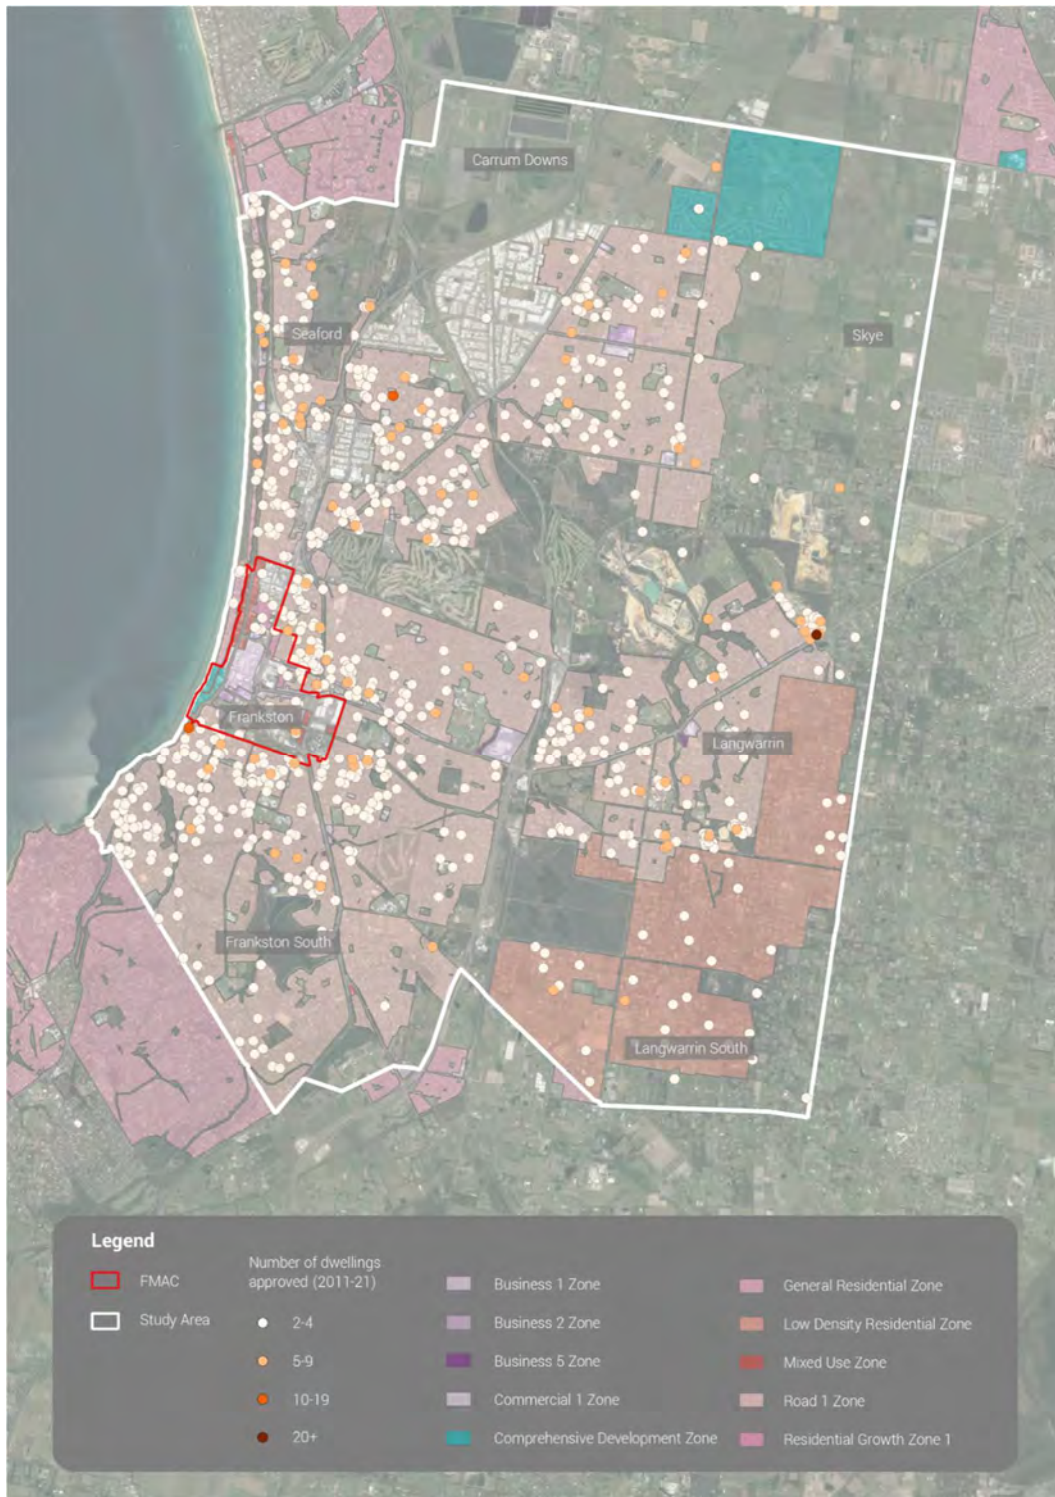 Carrum Downs
Seaford
Skye
Frankston
Langwarrin
Frankston South
Langwarrin South
Legend
FMAC
Study Area
Number of dwellings
approved (2011-21)
2-4
5-9
10-19
20+
Business 1 Zone
Business 2 Zone
Business 5 Zone
Commercial 1 Zone
Comprehensive Development Zone
General Residential Zone
Low Density Residential Zone
Mixed Use Zone
Road 1 Zone
Residential Growth Zone 1